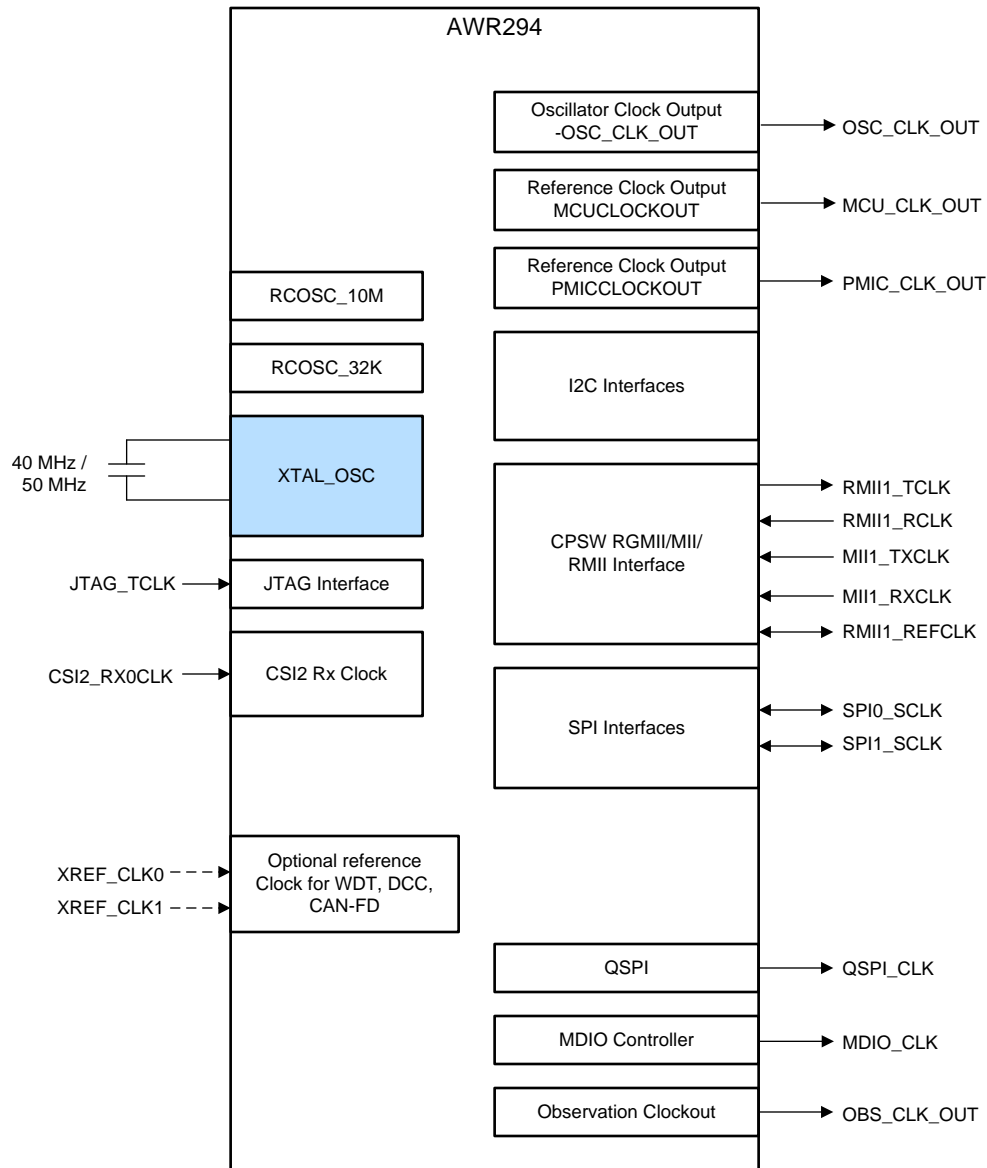 AWR294
Oscillator Clock Output
-OSC_CLK_OUT
OSC_CLK_OUT
Reference Clock Output
MCUCLOCKOUT
MCU_CLK_OUT
Reference Clock Output
PMICCLOCKOUT
PMIC_CLK_OUT
RCOSC_10M
RCOSC_32K
I2C Interfaces
40 MHz /
50 MHz
XTAL_OSC
CPSW RGMII/MII/
RMII Interface
RMII1_TCLK
RMII1_RCLK
MII1_TXCLK
MII1_RXCLK
RMII1_REFCLK
JTAG_TCLK
JTAG Interface
CSI2_RX0CLK
CSI2 Rx Clock
SPI Interfaces
SPI0_SCLK
SPI1_SCLK
XREF_CLK0
XREF_CLK1
Optional reference
Clock for WDT, DCC,
CAN-FD
QSPI
QSPI_CLK
MDIO Controller
MDIO_CLK
Observation Clockout
OBS_CLK_OUT